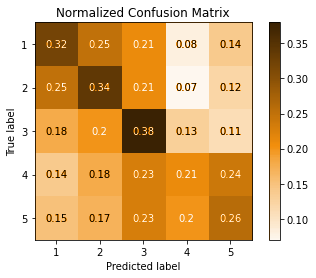 Normalized Confusion Matrix
1 0.32 0.25 0.21 0.08 0.14
2 0.25 0.34 0.21 0.07 0.12
3 0.18 0.2 0.38 0.13 0.11
4 0.14 0.18 0.23 0.21 0.24
5 0.15 0.17 0.23 0.2 0.26
1 2 3 4 5
Predicted label
True label
0.35
0.30
0.25
0.20
0.15
0.10